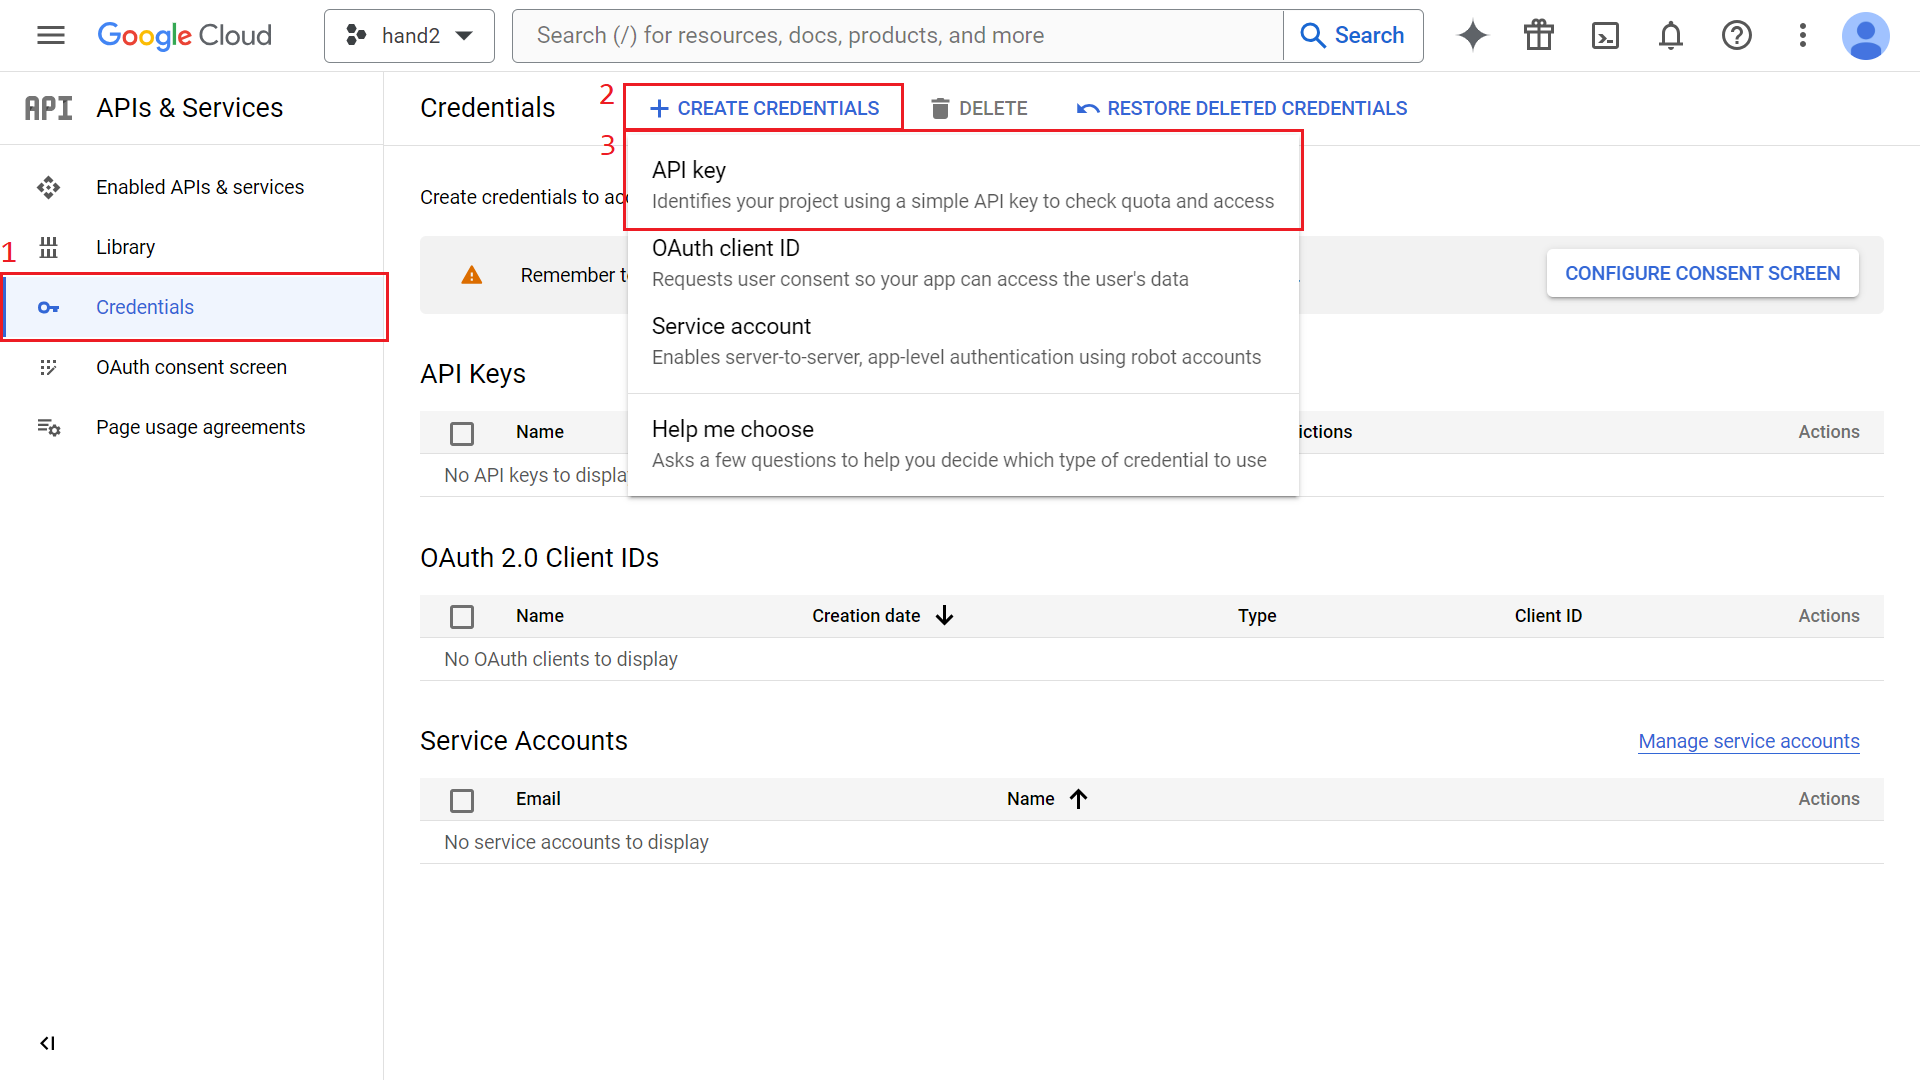 Google Cloud
hand2
Search (/) for resources, docs, products, and more
Search
API
APIs & Services
Enabled APIs & services
Library
1
Credentials
OAuth consent screen
Page usage agreements
Credentials
2
CREATE CREDENTIALS
DELETE
RESTORE DELETED CREDENTIALS
3
API key
Identifies your project using a simple API key to check quota and access
OAuth client ID
Requests user consent so your app can access the user's data
Service account
Enables server-to-server, app-level authentication using robot accounts
Help me choose
Asks a few questions to help you decide which type of credential to use
Create credentials to
Remember
CONFIGURE CONSENT SCREEN
API Keys
Name
ictions
Actions
No API keys to displa
OAuth 2.0 Client IDs
Name
Creation date
Type
Client ID
Actions
No OAuth clients to display
Service Accounts
Manage service accounts
Email
Name
Actions
No service accounts to display